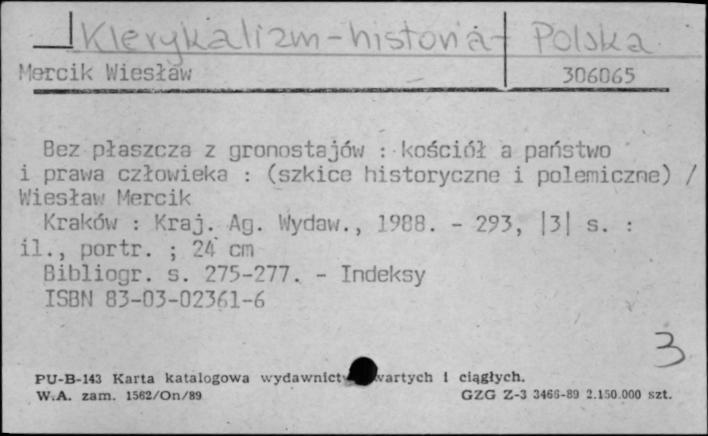 Klerykalizm - historia - Polska
Mercik Wiesław 306065
Bez płaszcza z gronostajów : kościół a państwo
i prawa człowieka : (szkice historyczne i polemiczne) /
Wiesław Mercik
Kraków : Kraj. Ag. Wydaw., 1988. - 293, |3| s. :
il., portr. ; 24 cm
Bibliogr. s. 275-277. - Indeksy
ISBN 83-03-02361-6
3
PU-B-143 Karta katalogowa wydawnict wartych i ciągłych.
W.A. zam. 1562/On/89 GZG Z-3 3466-89 2.150.000 szt.